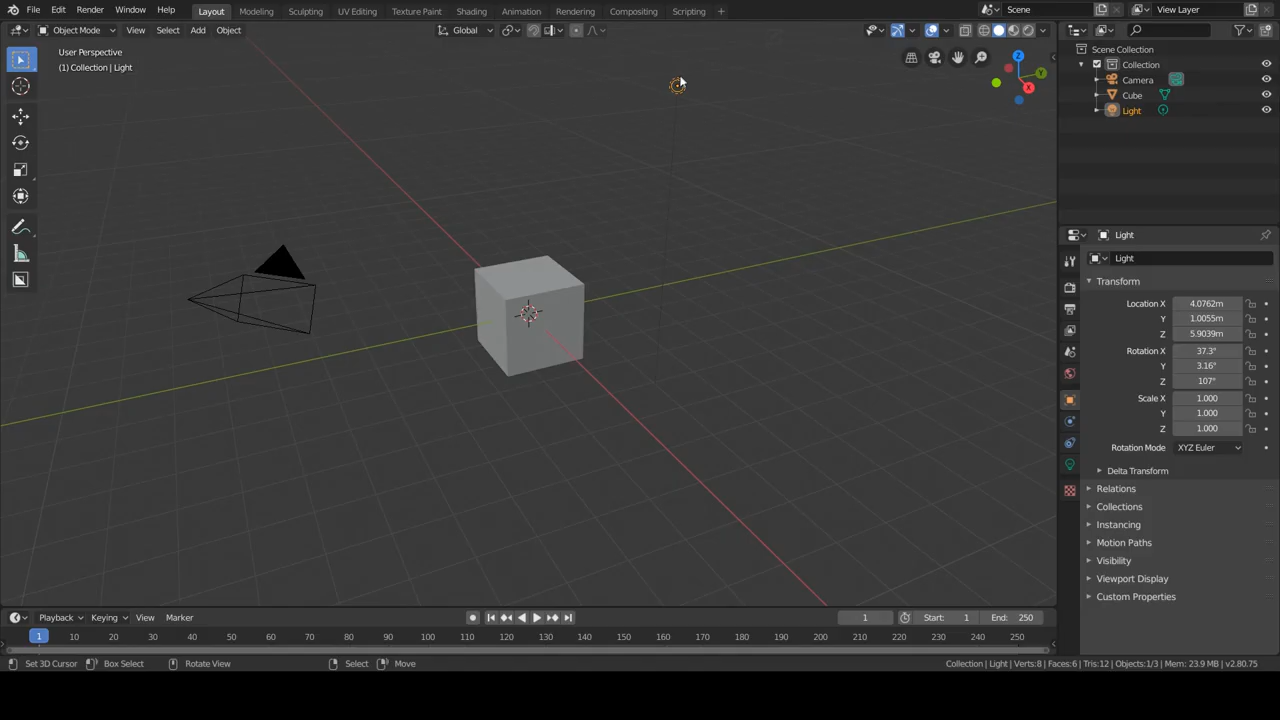 File Edit Render Window Help Layout Modeling Sculpting UV Editing Texture Paint Shading Animation Rendering Compositing Scripting + Scene View Layer
Object Mode View Select Add Object Global
User Perspective
(1) Collection | Light
Z
Y
X
Scene Collection
Collection
Camera
Cube
Light
Light
Light
Transform
Location X 4.0762m
Y 1.0055m
Z 5.9039m
Rotation X 37.3°
Y 3.16°
Z 107°
Scale X 1.000
Y 1.000
Z 1.000
Rotation Mode XYZ Euler
Delta Transform
Relations
Collections
Instancing
Motion Paths
Visibility
Viewport Display
Custom Properties
Playback Keying View Marker 1 Start: 1 End: 250
1 10 20 30 40 50 60 70 80 90 100 110 120 130 140 150 160 170 180 190 200 210 220 230 240 250
Set 3D Cursor Box Select Rotate View Select Move Collection | Light | Verts:8 | Faces:6 | Tris:12 | Objects:1/3 | Mem: 23.9 MB | v2.80.75